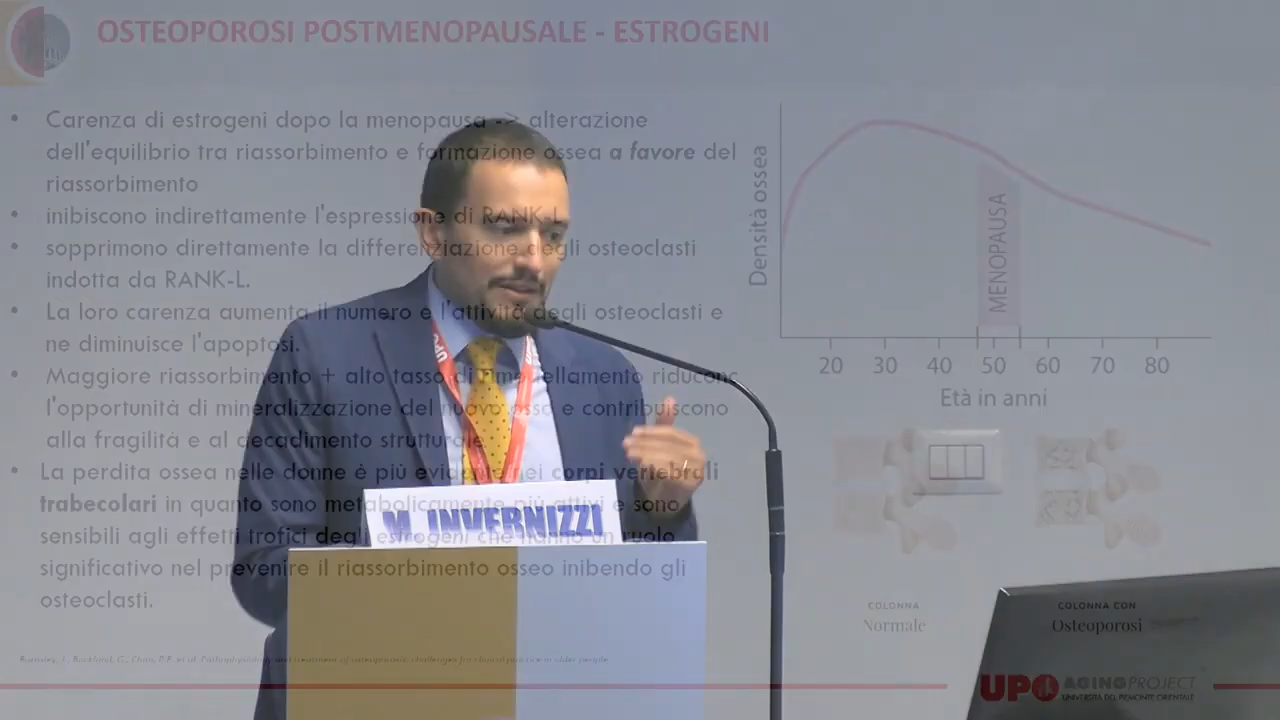 OSTEOPOROSI POSTMENOPAUSALE - ESTROGENI
• Carenza di estrogeni dopo la menopausa -> alterazione
dell'equilibrio tra riassorbimento e formazione ossea a favore del
riassorbimento
• inibiscono indirettamente l'espressione di RANK-L
• sopprimono direttamente la differenziazione degli osteoclasti
indotta da RANK-L.
• La loro carenza aumenta il numero e l'attività degli osteoclasti e
ne diminuisce l'apoptosi.
• Maggiore riassorbimento + alto tasso di rimodellamento riducono
l'opportunità di mineralizzazione del nuovo osso e contribuiscono
alla fragilità e al decadimento strutturale
• La perdita ossea nelle donne è più evidente nei corpi vertebrali
trabecolari in quanto sono metabolicamente più attivi e sono
sensibili agli effetti trofici degli estrogeni che hanno un ruolo
significativo nel prevenire il riassorbimento osseo inibendo gli
osteoclasti.
Densità ossea
MENOPAUSA
20 30 40 50 60 70 80
Età in anni
COLONNA
Normale
COLONNA CON
Osteoporosi
UPO
M. INVERNIZZI
UPO AGING PROJECT
UNIVERSITÀ DEL PIEMONTE ORIENTALE